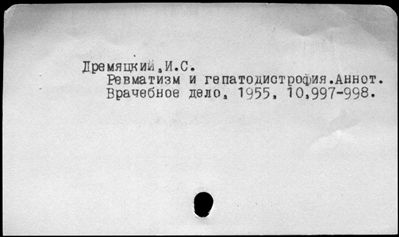 Дремяцкий,И.С.
Ревматизм и гепатодистрофия.Аннот.
Врачебное дело, 1955, 10,997-998.